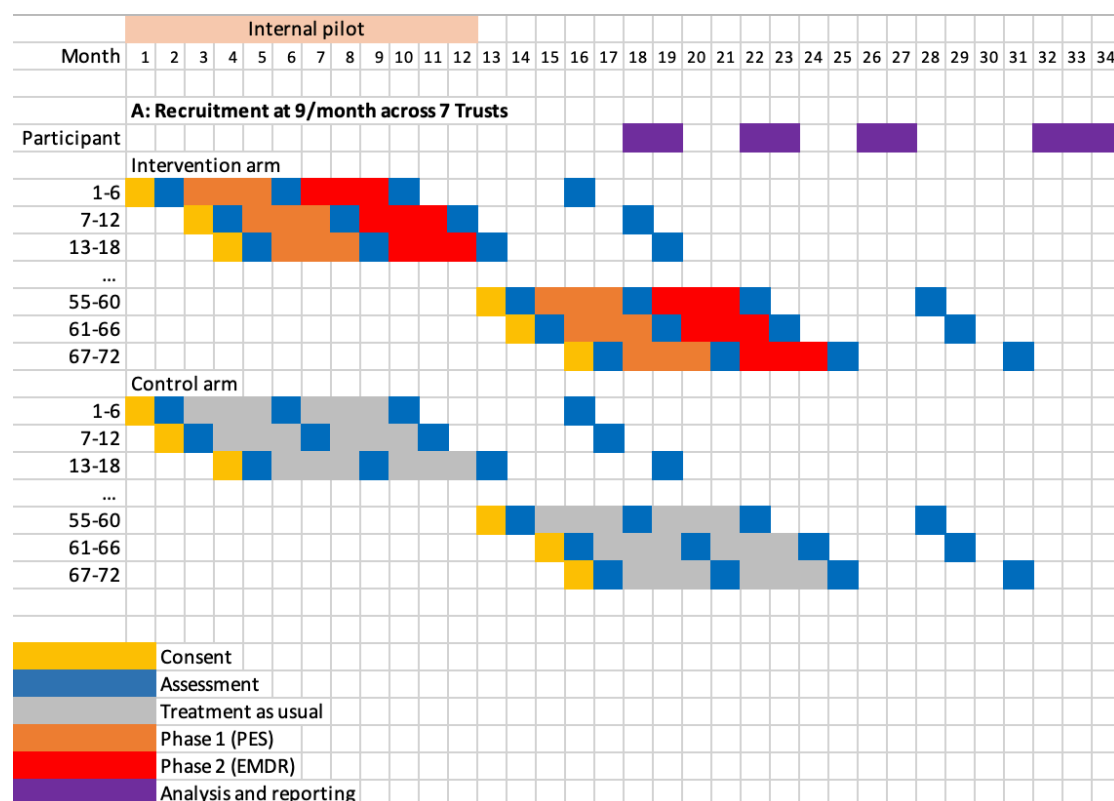 Internal pilot
Month 1 2 3 4 5 6 7 8 9 10 11 12 13 14 15 16 17 18 19 20 21 22 23 24 25 26 27 28 29 30 31 32 33 34
A: Recruitment at 9/month across 7 Trusts
Participant
Intervention arm
1-6
7-12
13-18
...
55-60
61-66
67-72
Control arm
1-6
7-12
13-18
...
55-60
61-66
67-72
Consent
Assessment
Treatment as usual
Phase 1 (PES)
Phase 2 (EMDR)
Analysis and reporting